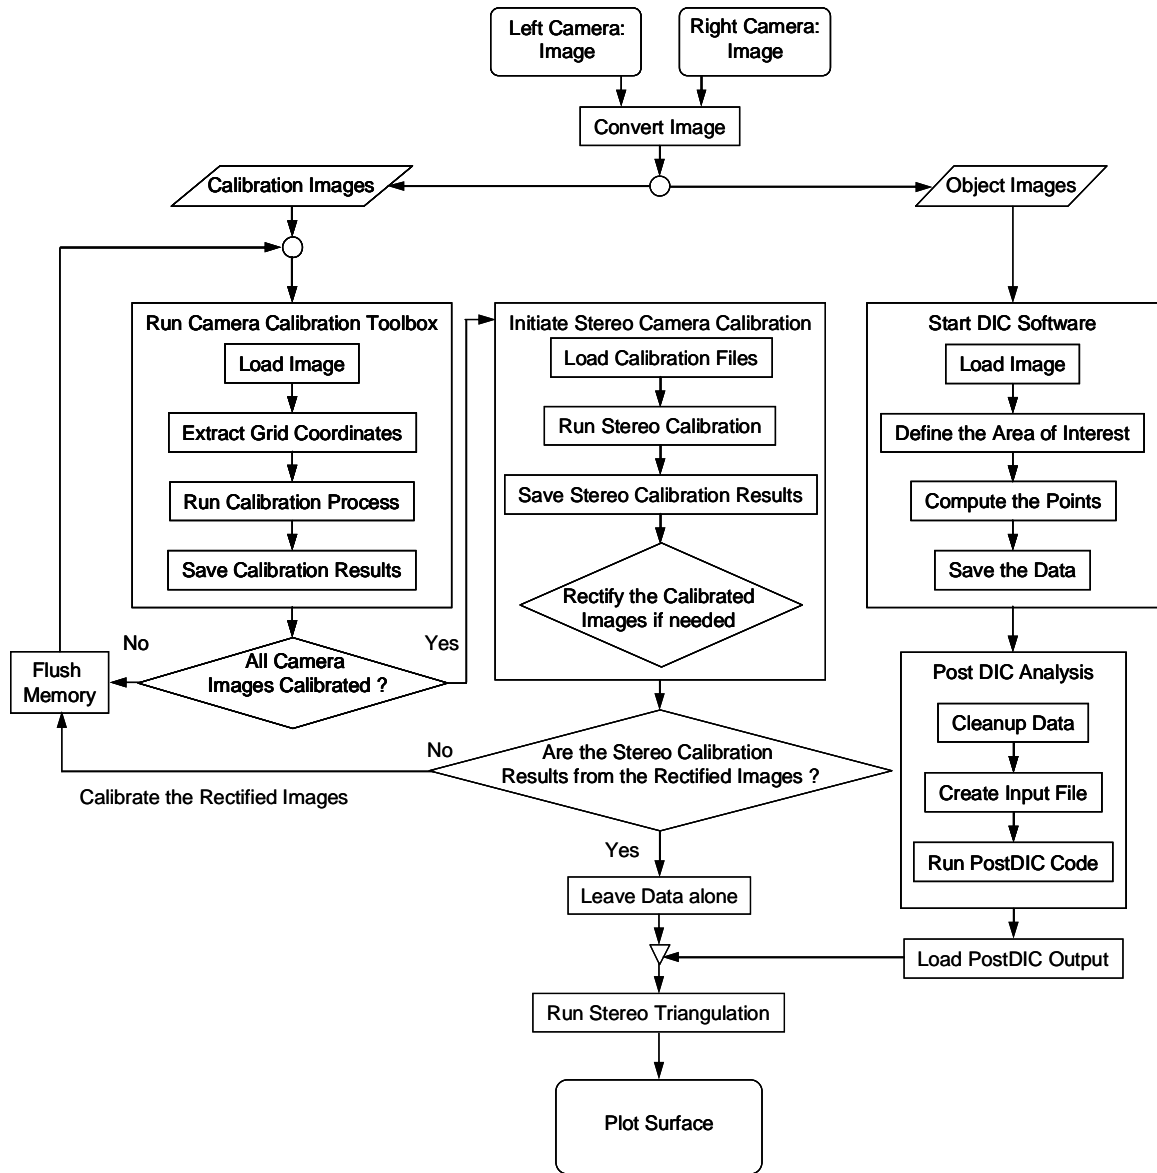 Left Camera:
Image
Right Camera:
Image
Convert Image
Calibration Images
Object Images
Run Camera Calibration Toolbox
Load Image
Extract Grid Coordinates
Run Calibration Process
Save Calibration Results
No
Yes
All Camera
Images Calibrated ?
Flush
Memory
Initiate Stereo Camera Calibration
Load Calibration Files
Run Stereo Calibration
Save Stereo Calibration Results
Rectify the Calibrated
Images if needed
No
Are the Stereo Calibration
Results from the Rectified Images ?
Calibrate the Rectified Images
Yes
Leave Data alone
Start DIC Software
Load Image
Define the Area of Interest
Compute the Points
Save the Data
Post DIC Analysis
Cleanup Data
Create Input File
Run PostDIC Code
Load PostDIC Output
Run Stereo Triangulation
Plot Surface